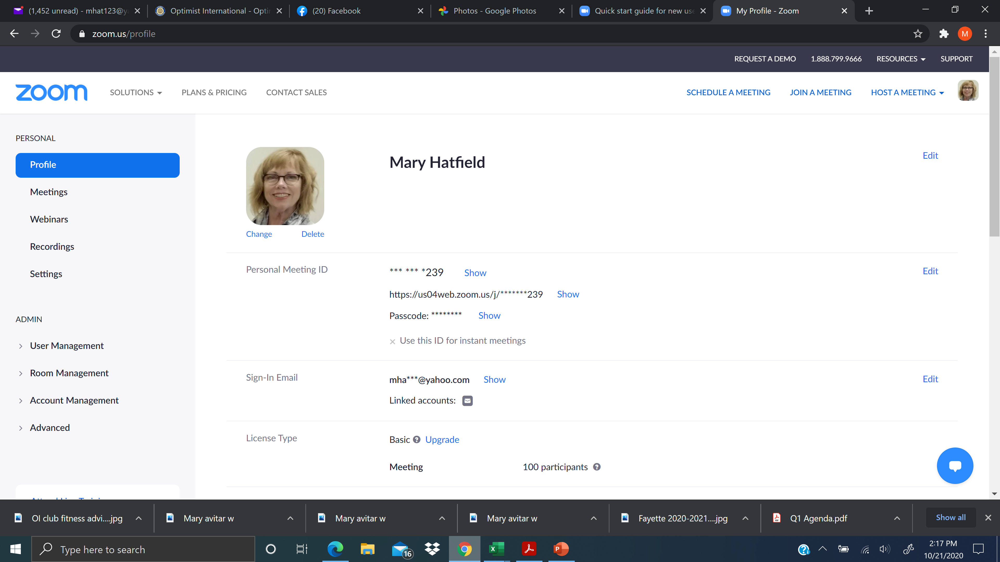 (1,452 unread) - mhat123@ya
Optimist International - Opti
(20) Facebook
Photos - Google Photos
Quick start guide for new use
My Profile - Zoom
zoom.us/profile
M
REQUEST A DEMO 1.888.799.9666 RESOURCES SUPPORT
zoom SOLUTIONS PLANS & PRICING CONTACT SALES SCHEDULE A MEETING JOIN A MEETING HOST A MEETING
PERSONAL
Profile
Meetings
Webinars
Recordings
Settings
ADMIN
User Management
Room Management
Account Management
Advanced
Mary Hatfield
Edit
Change Delete
Personal Meeting ID
*** *** *239 Show
Edit
https://us04web.zoom.us/j/*******239 Show
Passcode: ******** Show
Use this ID for instant meetings
Sign-In Email
mha***@yahoo.com Show
Edit
Linked accounts:
License Type
Basic Upgrade
Meeting 100 participants
OI club fitness advi....jpg
Mary avitar w
Mary avitar w
Mary avitar w
Fayette 2020-2021....jpg
Q1 Agenda.pdf
Show all
Type here to search
16
2:17 PM
10/21/2020